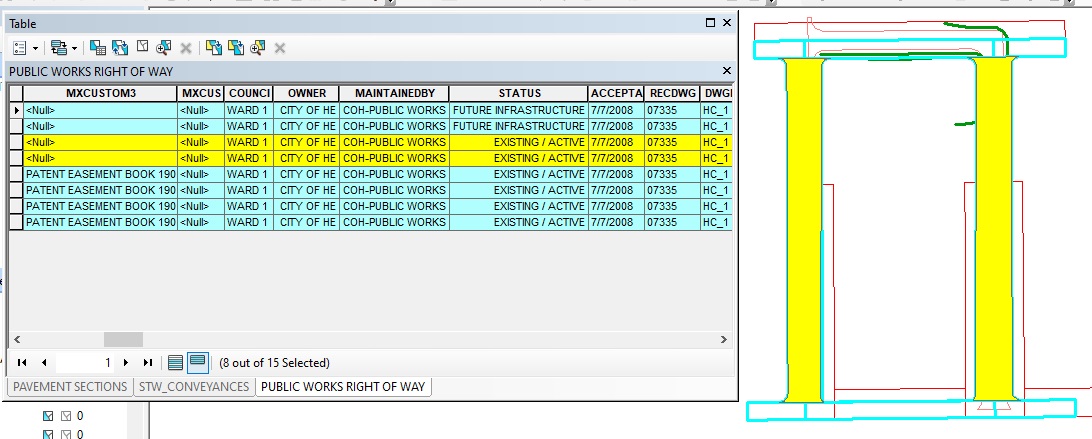 Table
PUBLIC WORKS RIGHT OF WAY
MXCUSTOM3 MXCUS COUNCI OWNER MAINTAINEDBY STATUS ACCEPTA RECDWG DWG
<Null> <Null> WARD 1 CITY OF HE COH-PUBLIC WORKS FUTURE INFRASTRUCTURE 7/7/2008 07335 HC_1
<Null> <Null> WARD 1 CITY OF HE COH-PUBLIC WORKS FUTURE INFRASTRUCTURE 7/7/2008 07335 HC_1
<Null> <Null> WARD 1 CITY OF HE COH-PUBLIC WORKS EXISTING / ACTIVE 7/7/2008 07335 HC_1
<Null> <Null> WARD 1 CITY OF HE COH-PUBLIC WORKS EXISTING / ACTIVE 7/7/2008 07335 HC_1
PATENT EASEMENT BOOK 190 <Null> WARD 1 CITY OF HE COH-PUBLIC WORKS EXISTING / ACTIVE 7/7/2008 07335 HC_1
PATENT EASEMENT BOOK 190 <Null> WARD 1 CITY OF HE COH-PUBLIC WORKS EXISTING / ACTIVE 7/7/2008 07335 HC_1
PATENT EASEMENT BOOK 190 <Null> WARD 1 CITY OF HE COH-PUBLIC WORKS EXISTING / ACTIVE 7/7/2008 07335 HC_1
PATENT EASEMENT BOOK 190 <Null> WARD 1 CITY OF HE COH-PUBLIC WORKS EXISTING / ACTIVE 7/7/2008 07335 HC_1
1 (8 out of 15 Selected)
PAVEMENT SECTIONS STW_CONVEYANCES PUBLIC WORKS RIGHT OF WAY
0
0